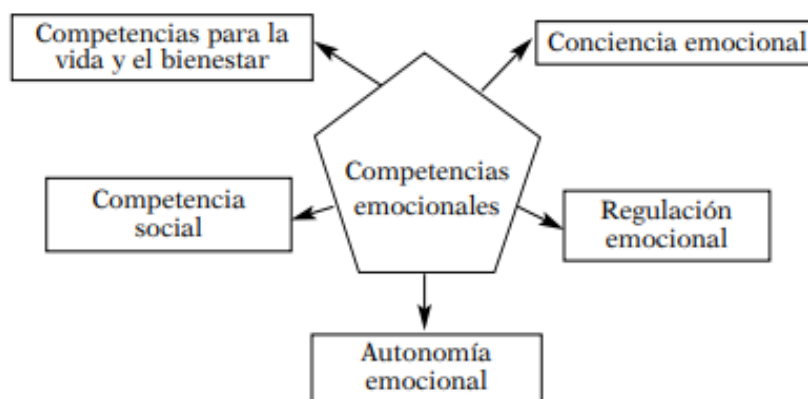 Competencias para la
vida y el bienestar
Conciencia emocional
Competencias
emocionales
Competencia
social
Regulación
emocional
Autonomía
emocional